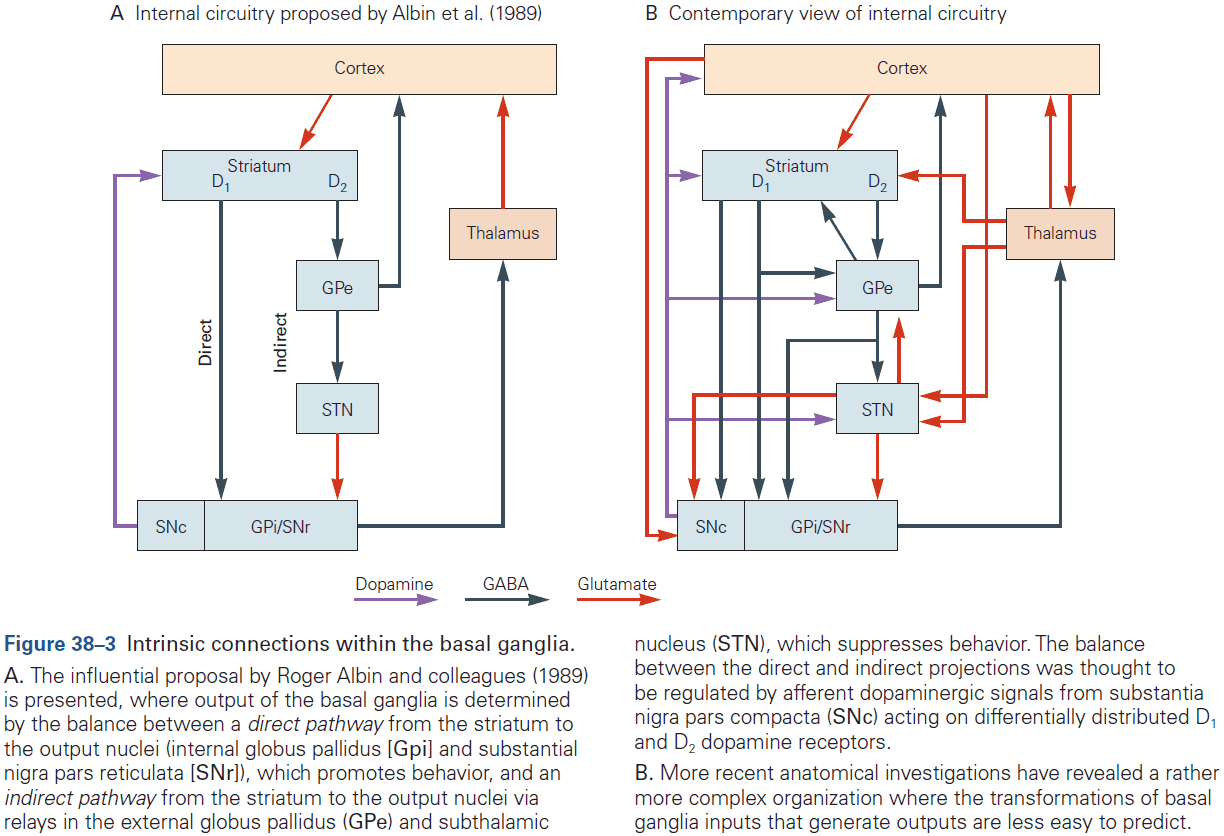 A Internal circuitry proposed by Albin et al. (1989)
Cortex
Striatum
D1 D2
Thalamus
GPe
Direct
Indirect
STN
SNc GPi/SNr
B Contemporary view of internal circuitry
Cortex
Striatum
D1 D2
Thalamus
GPe
STN
SNc GPi/SNr
Dopamine GABA Glutamate
Figure 38–3 Intrinsic connections within the basal ganglia.
A. The influential proposal by Roger Albin and colleagues (1989)
is presented, where output of the basal ganglia is determined
by the balance between a direct pathway from the striatum to
the output nuclei (internal globus pallidus [Gpi] and substantial
nigra pars reticulata [SNr]), which promotes behavior, and an
indirect pathway from the striatum to the output nuclei via
relays in the external globus pallidus (GPe) and subthalamic
nucleus (STN), which suppresses behavior. The balance
between the direct and indirect projections was thought to
be regulated by afferent dopaminergic signals from substantia
nigra pars compacta (SNc) acting on differentially distributed D1
and D2 dopamine receptors.
B. More recent anatomical investigations have revealed a rather
more complex organization where the transformations of basal
ganglia inputs that generate outputs are less easy to predict.